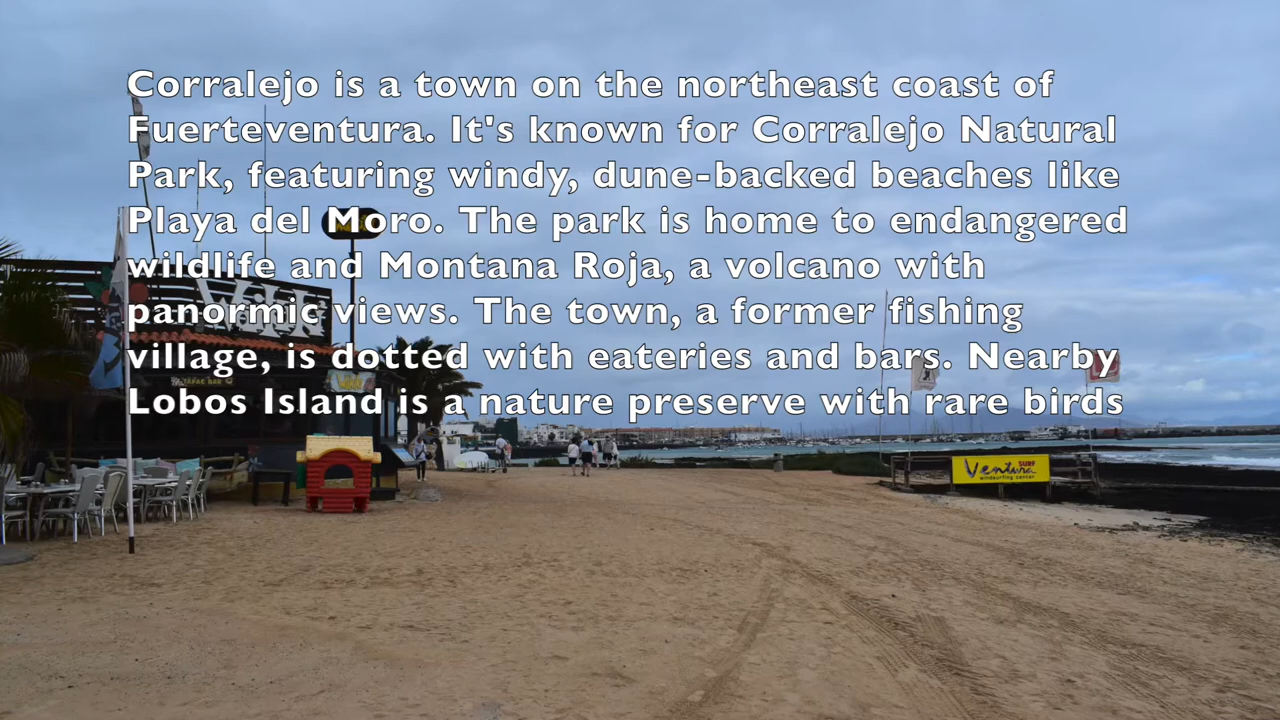 Corralejo is a town on the northeast coast of
Fuerteventura. It's known for Corralejo Natural
Park, featuring windy, dune-backed beaches like
Playa del Moro. The park is home to endangered
wildlife and Montana Roja, a volcano with
panormic views. The town, a former fishing
village, is dotted with eateries and bars. Nearby
Lobos Island is a nature preserve with rare birds
TAPAS BAR
Ventura SURF
windsurfing center